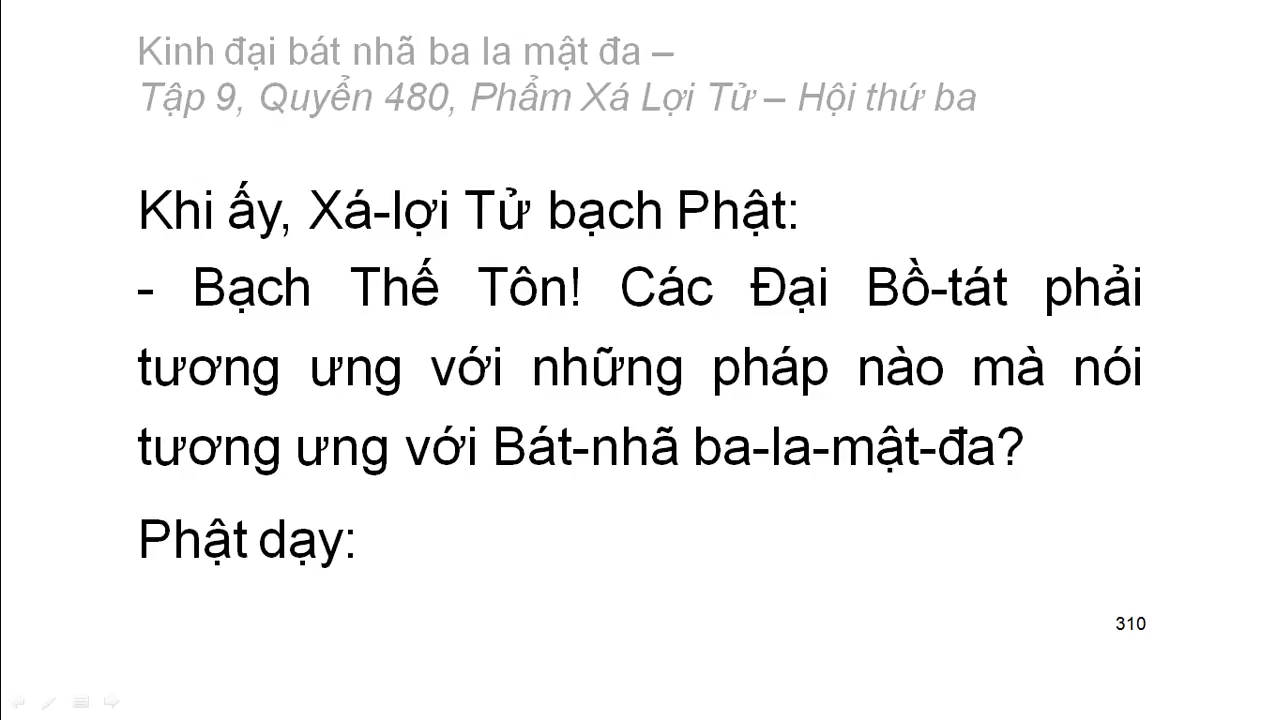 Kinh đại bát nhã ba la mật đa –
Tập 9, Quyển 480, Phẩm Xá Lợi Tử – Hội thứ ba
Khi ấy, Xá-lợi Tử bạch Phật:
- Bạch Thế Tôn! Các Đại Bồ-tát phải
tương ưng với những pháp nào mà nói
tương ưng với Bát-nhã ba-la-mật-đa?
Phật dạy:
310